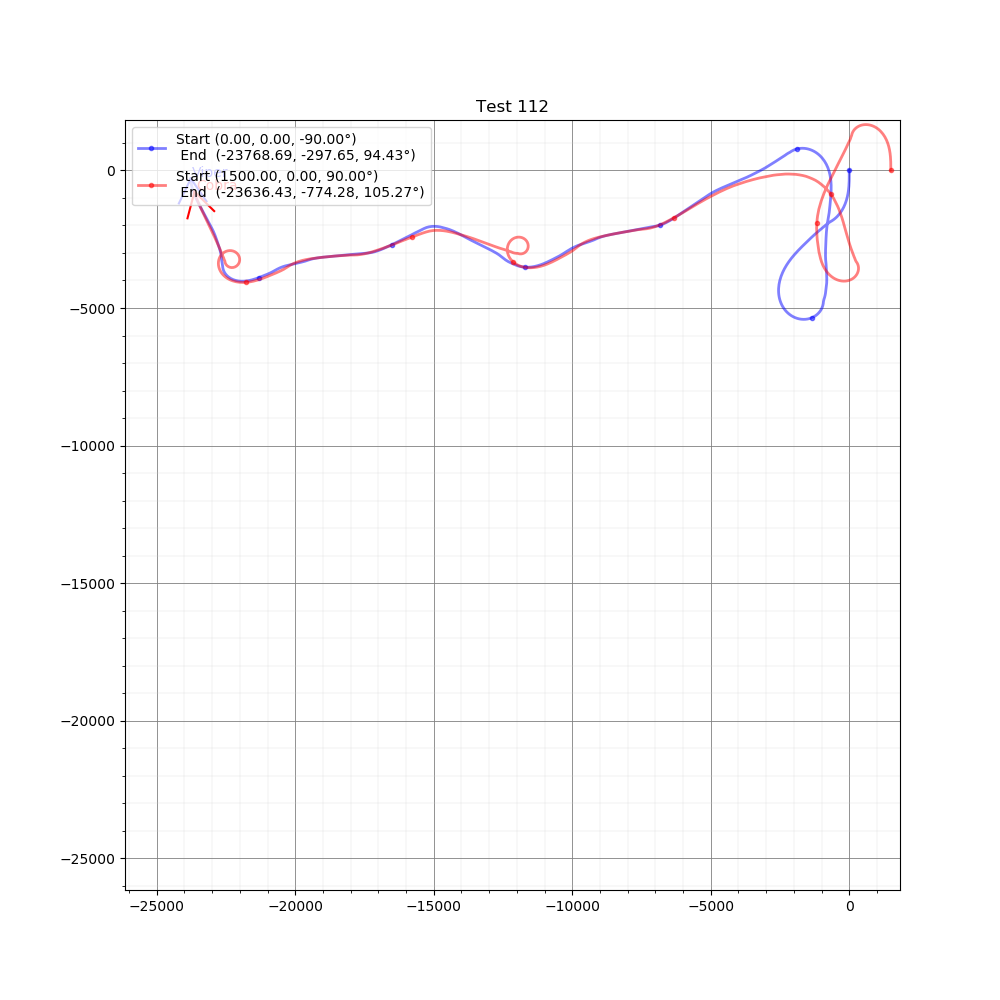 Test 112
Start (0.00, 0.00, -90.00°)
End  (-23768.69, -297.65, 94.43°)
Start (1500.00, 0.00, 90.00°)
End  (-23636.43, -774.28, 105.27°)
0
−5000
−10000
−15000
−20000
−25000
−25000
−20000
−15000
−10000
−5000
0